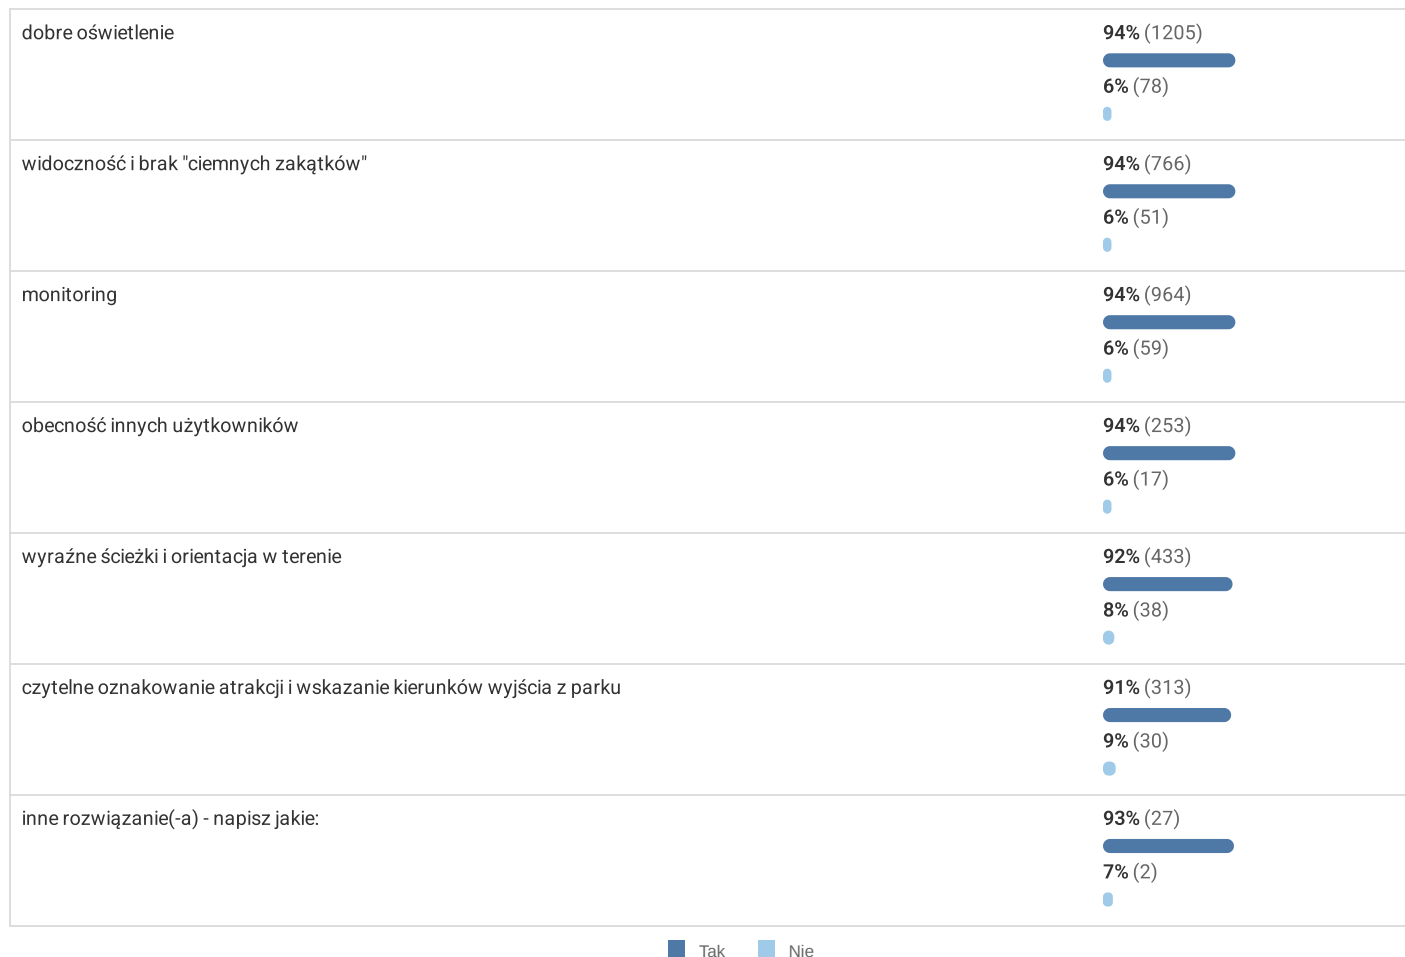 dobre oświetlenie
94% (1205)
6% (78)
widoczność i brak "ciemnych zakątków"
94% (766)
6% (51)
monitoring
94% (964)
6% (59)
obecność innych użytkowników
94% (253)
6% (17)
wyraźne ścieżki i orientacja w terenie
92% (433)
8% (38)
czytelne oznakowanie atrakcji i wskazanie kierunków wyjścia z parku
91% (313)
9% (30)
inne rozwiązanie(-a) - napisz jakie:
93% (27)
7% (2)
Tak Nie